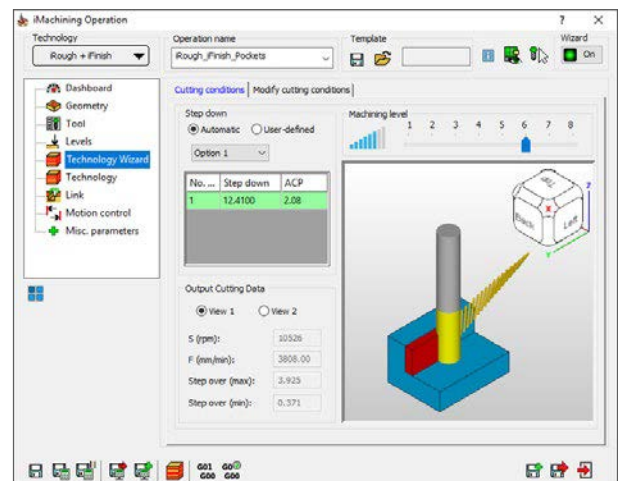 iMachining Operation ? ×
Technology Operation name Template Wizard
Rough + iFinish iRough_iFinish_Pockets On
Dashboard
Geometry
Tool
Levels
Technology Wizard
Technology
Link
Motion control
Misc. parameters
Cutting conditions Modify cutting conditions
Step down
Automatic User-defined
Option 1
No. ... Step down ACP
1 12.4100 2.08
Output Cutting Data
View 1 View 2
S (rpm): 10526
F (mm/min): 3808.00
Step over (max): 3.925
Step over (min): 0.371
Machining level
1 2 3 4 5 6 7 8
Top
Back Left
X
Y
Z
G01 G00
G00 G00